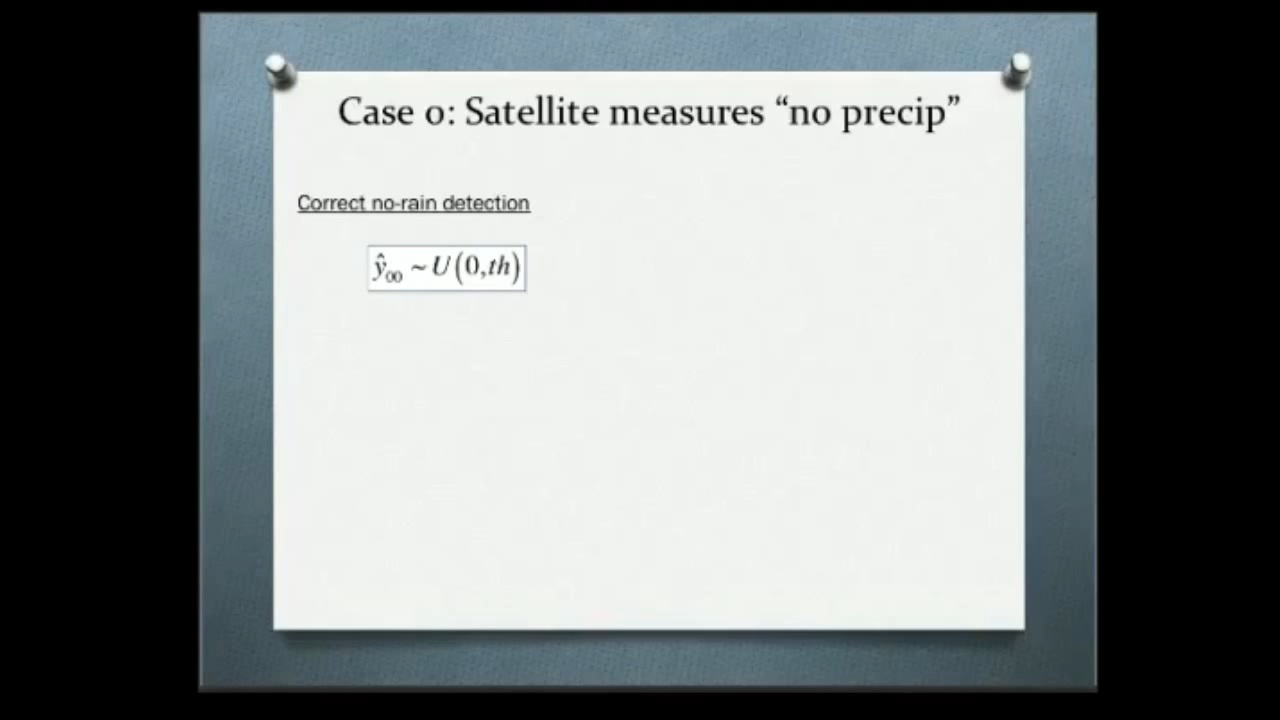 Case 0: Satellite measures “no precip”
Correct no-rain detection
ŷ₀₀ ~ U(0,th)